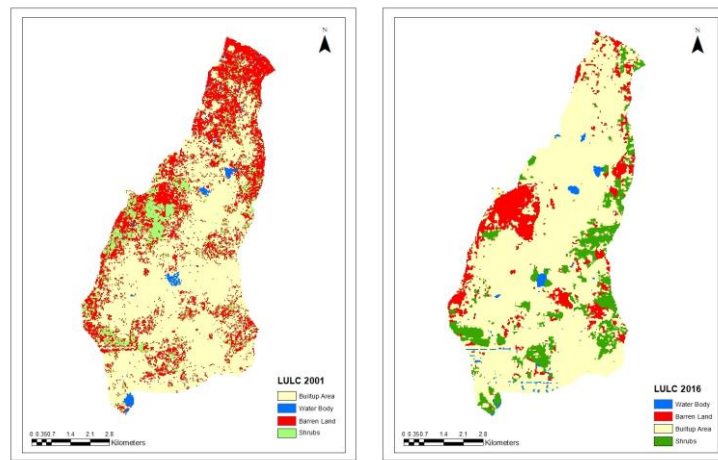 N
LULC 2001
Builtup Area
Water Body
Barren Land
Shrubs
0 0.35 0.7 1.4 2.1 2.8
Kilometers
N
LULC 2016
Water Body
Barren Land
Builtup Area
Shrubs
0 0.35 0.7 1.4 2.1 2.8
Kilometers